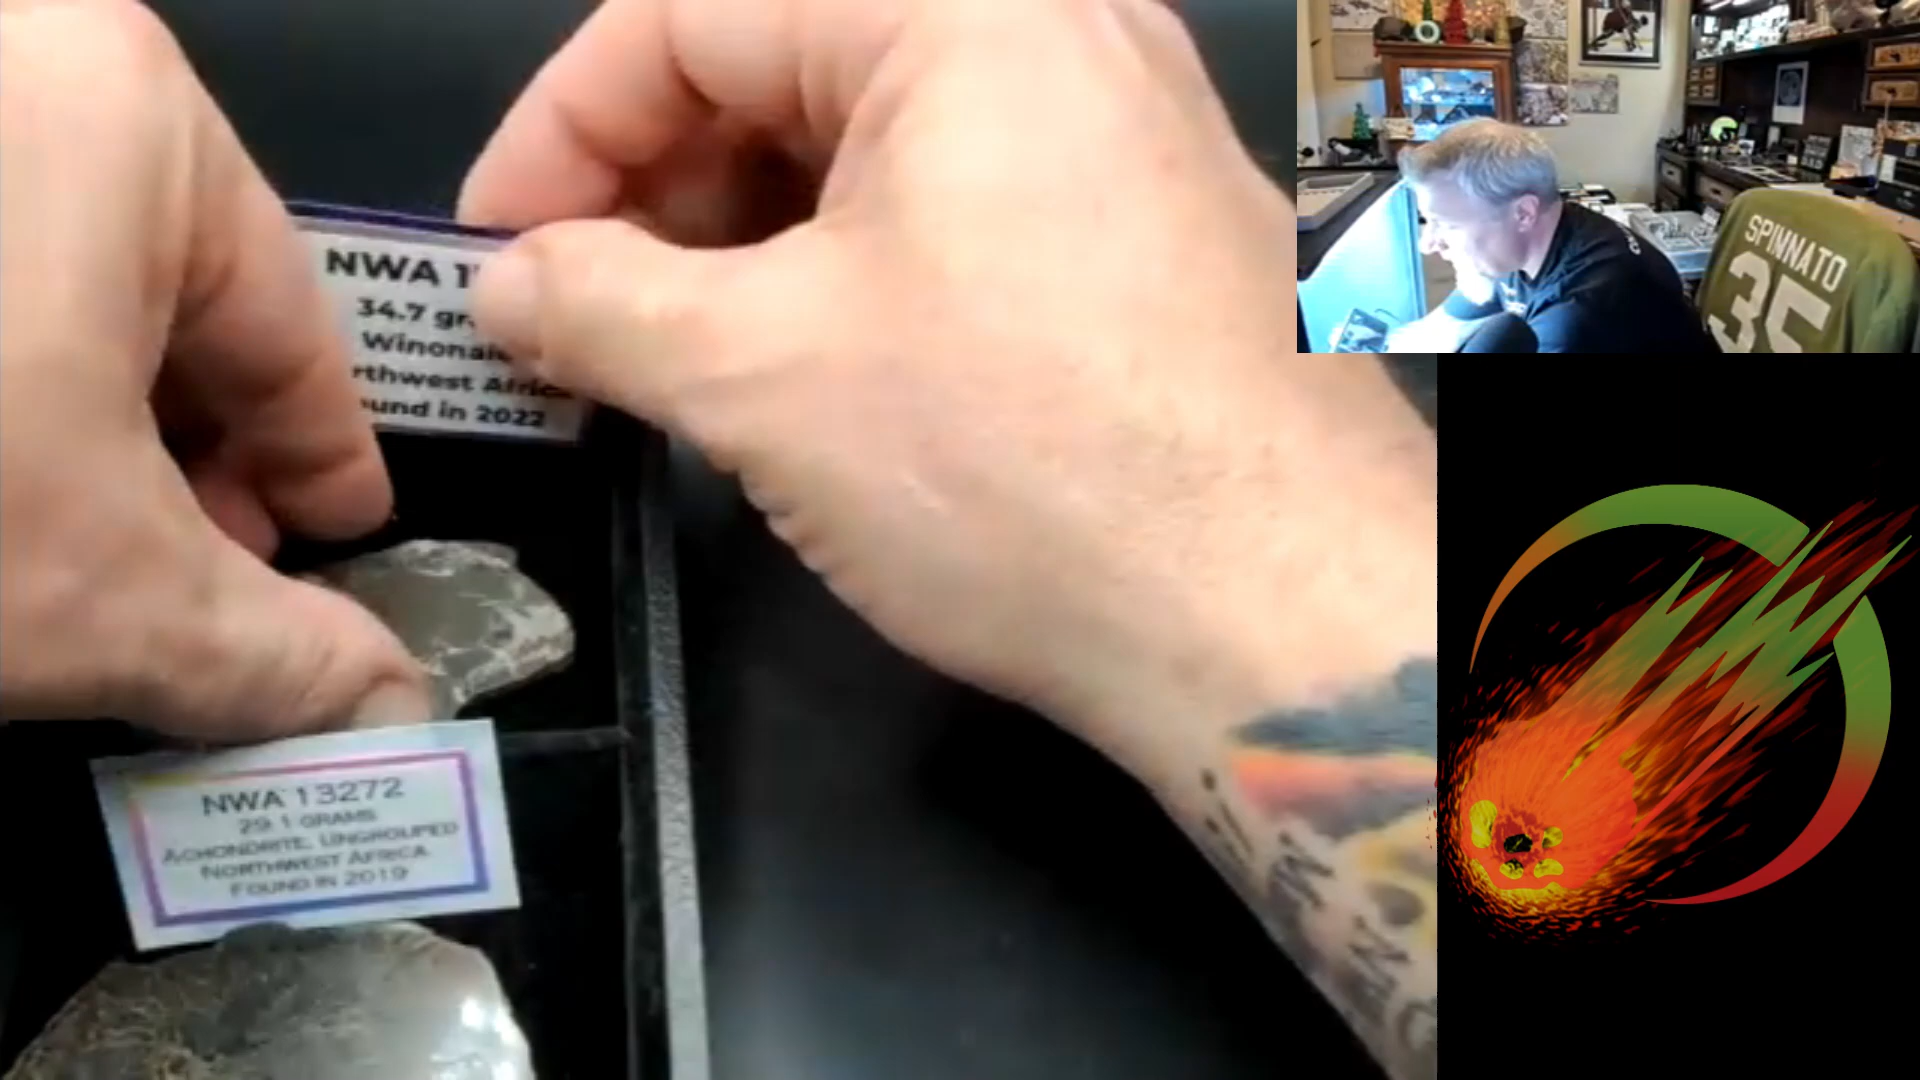 NWA 1
34.7 gr
Winonai
rthwest Africa
und in 2022
NWA 13272
29.1 GRAMS
ACHONDRITE, UNGROUPED
NORTHWEST AFRICA
FOUND IN 2019
SPINNATO
35